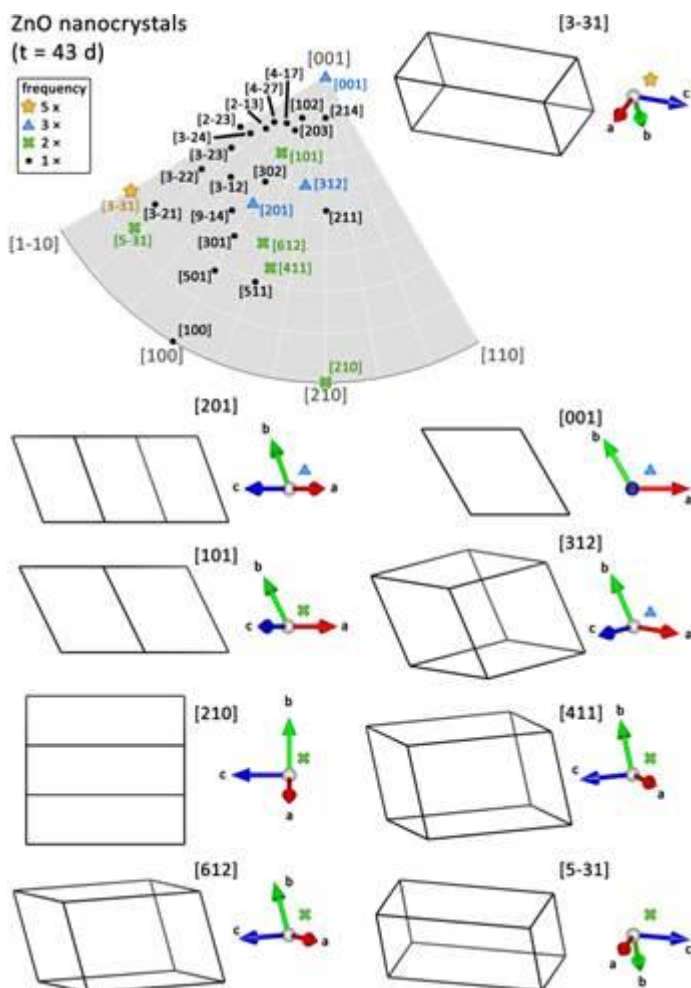 ZnO nanocrystals
(t = 43 d)
frequency
5 x
3 x
2 x
1 x
[001]
[001]
[4-17]
[4-27]
[2-13]
[102]
[214]
[2-23]
[203]
[3-24]
[101]
[3-23]
[302]
[3-22]
[3-12]
[312]
[3-31]
[3-21]
[201]
[9-14]
[211]
[1-10]
[5-31]
[301]
[612]
[501]
[411]
[511]
[100]
[100]
[110]
[210]
[210]
[3-31]
a
b
c
[201]
b
c
a
[001]
b
a
[101]
b
c
a
[312]
b
c
a
[210]
b
c
a
[411]
b
c
a
[612]
b
c
a
[5-31]
a
b
c